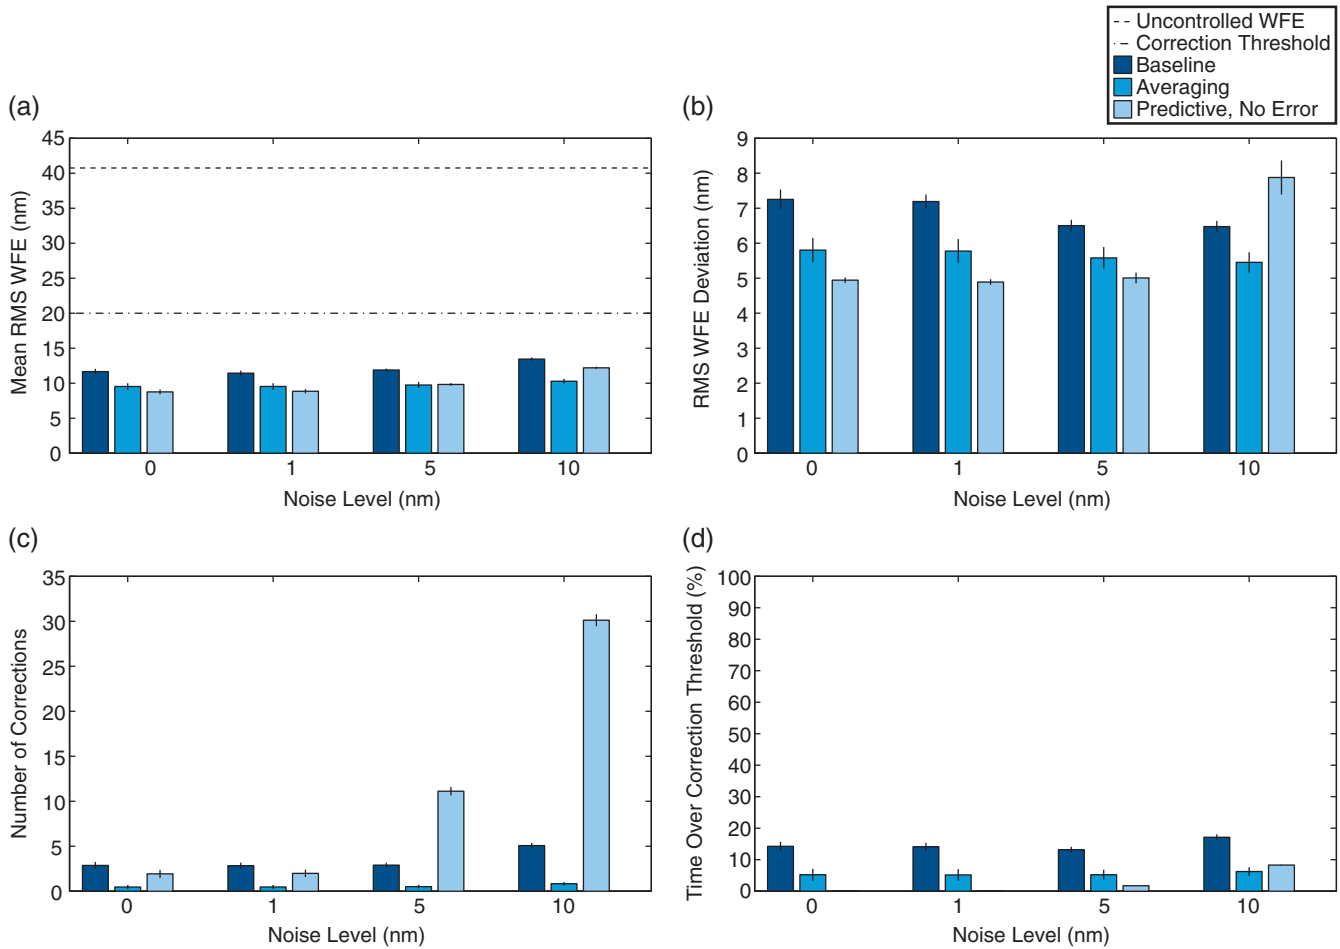 Uncontrolled WFE
Correction Threshold
Baseline
Averaging
Predictive, No Error
(a)
45
40
35
30
25
20
15
10
5
0
Mean RMS WFE (nm)
0 1 5 10
Noise Level (nm)
(b)
9
8
7
6
5
4
3
2
1
0
RMS WFE Deviation (nm)
0 1 5 10
Noise Level (nm)
(c)
35
30
25
20
15
10
5
0
Number of Corrections
0 1 5 10
Noise Level (nm)
(d)
100
90
80
70
60
50
40
30
20
10
0
Time Over Correction Threshold (%)
0 1 5 10
Noise Level (nm)